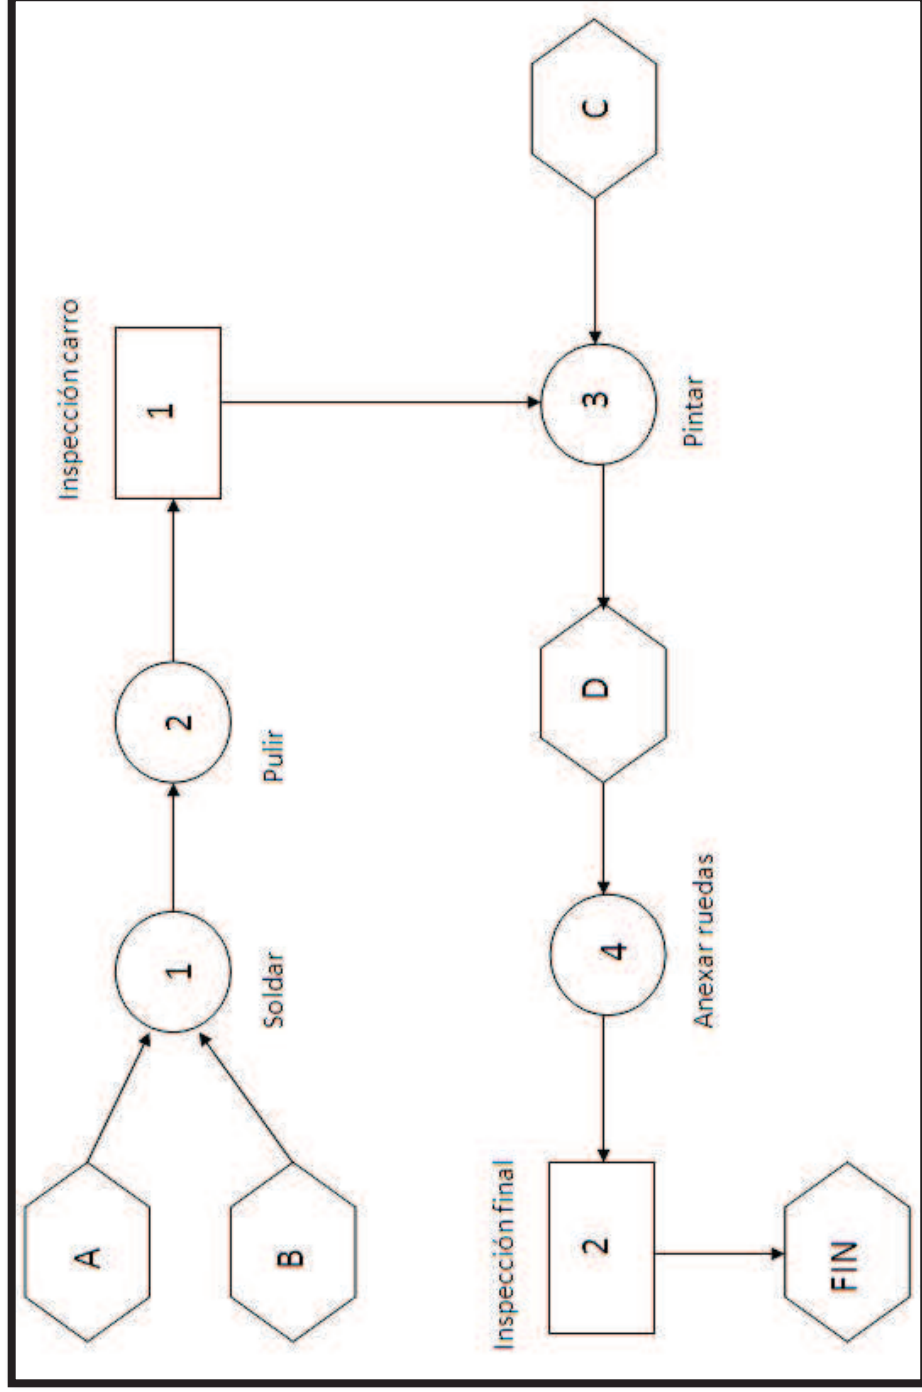 A
B
1
Soldar
2
Pulir
Inspección carro
1
C
3
Pintar
D
4
Anexar ruedas
Inspección final
2
FIN